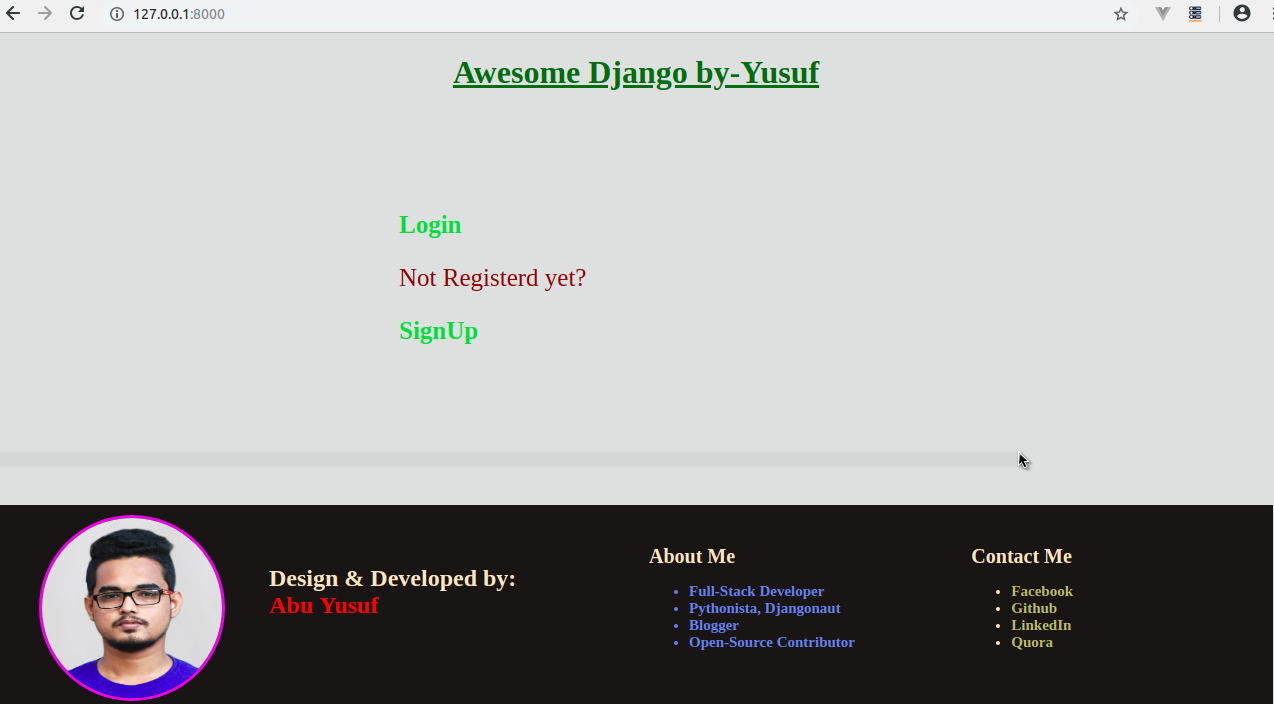 127.0.0.1:8000
Awesome Django by-Yusuf
Login
Not Registerd yet?
SignUp
Design & Developed by:
Abu Yusuf
About Me
Full-Stack Developer
Pythonista, Djangonaut
Blogger
Open-Source Contributor
Contact Me
Facebook
Github
LinkedIn
Quora